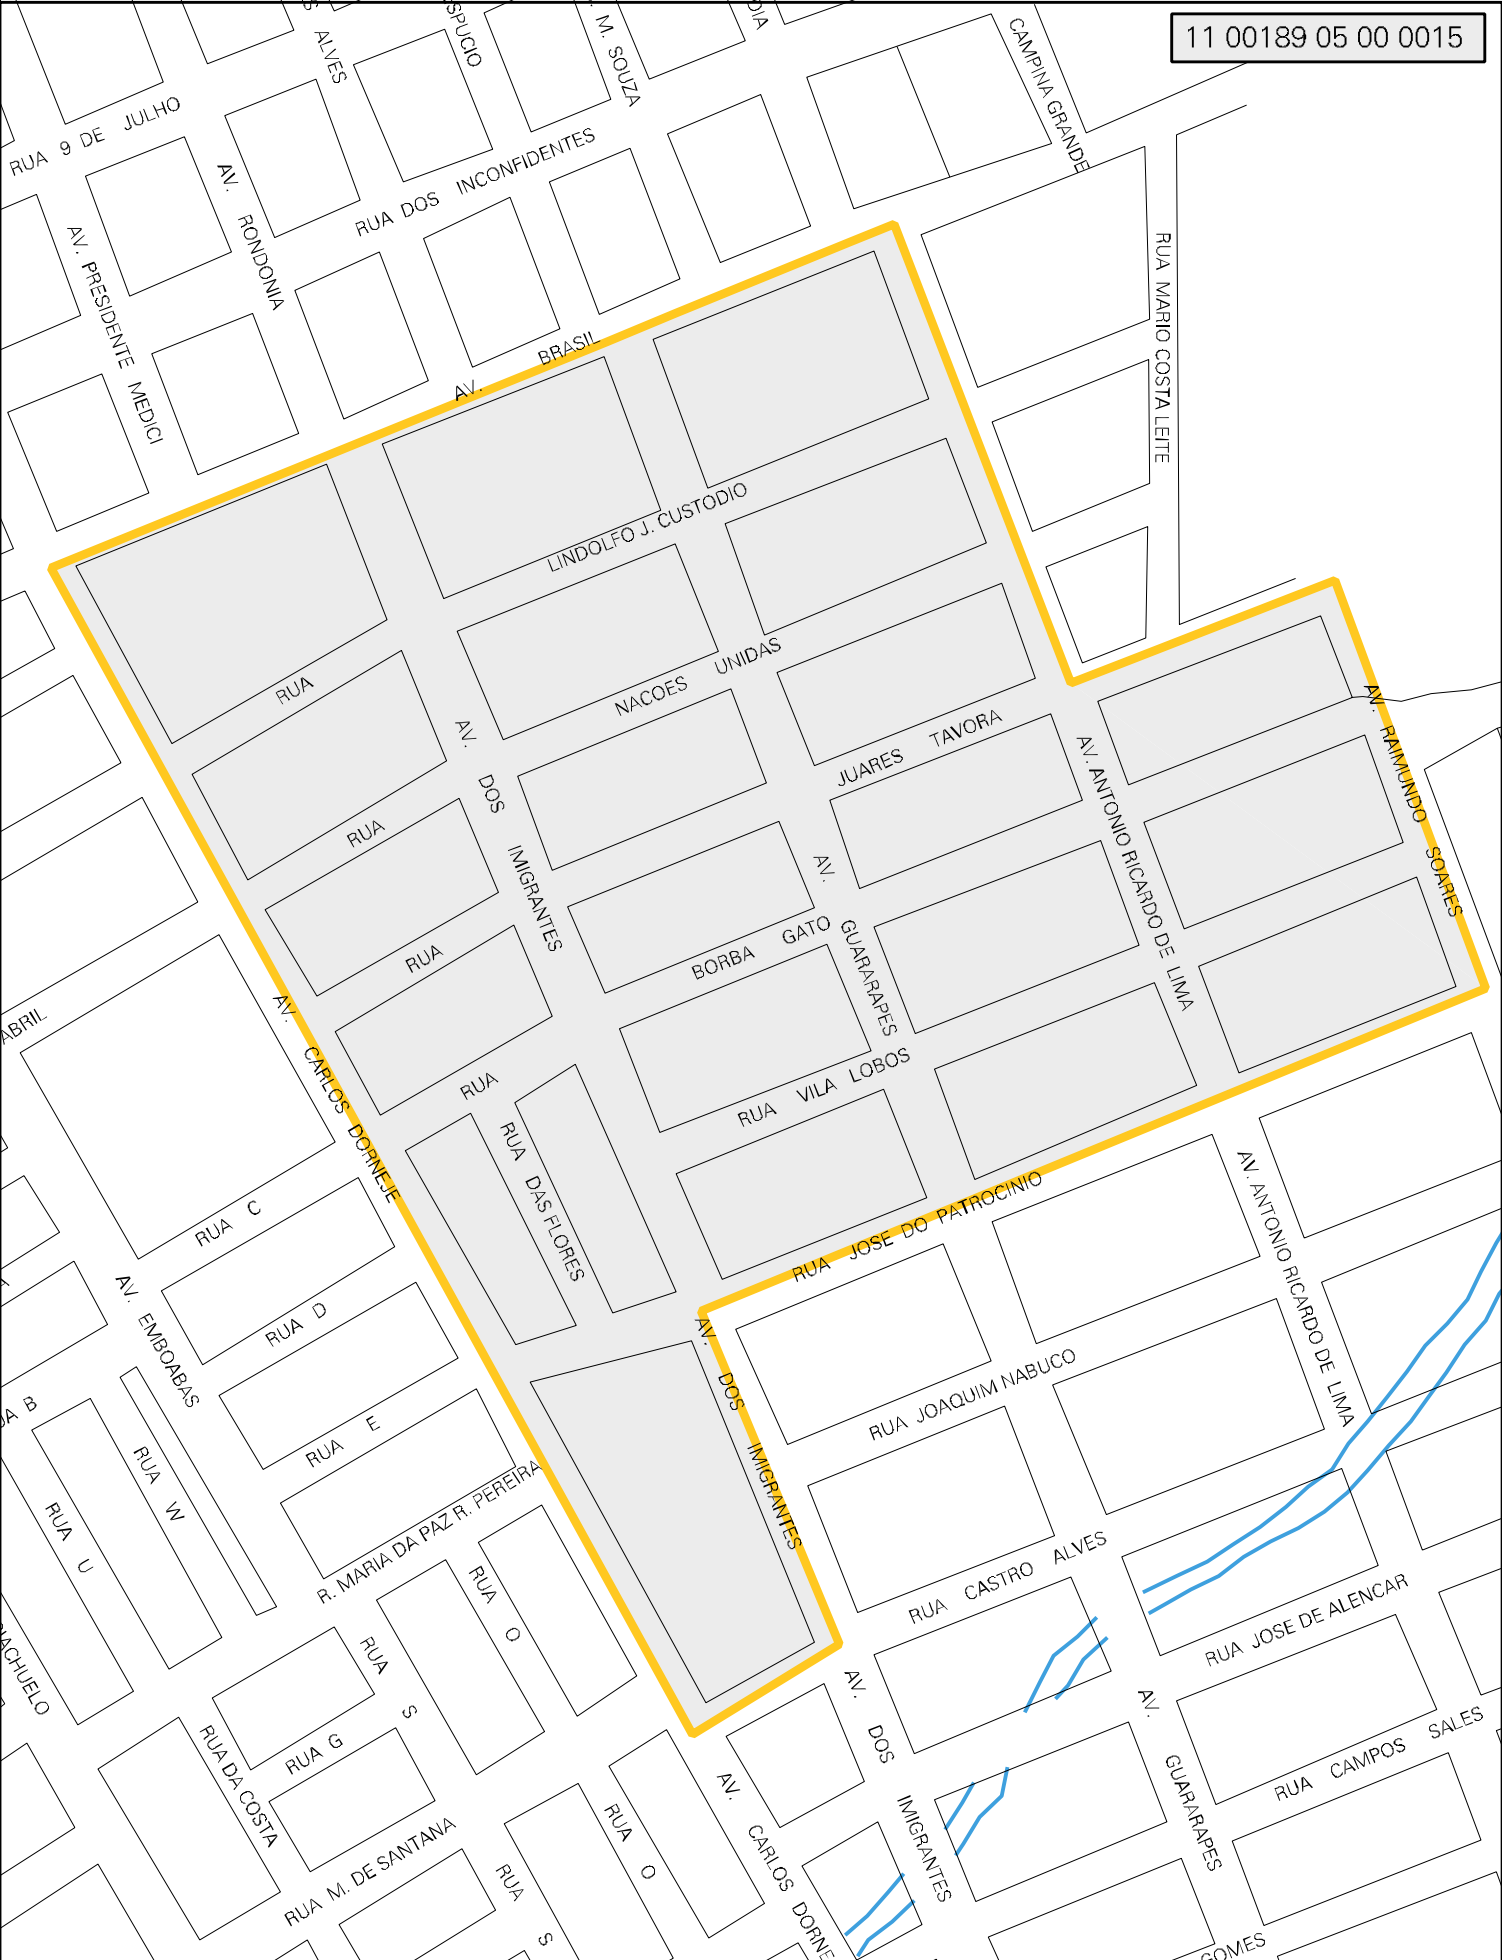 11 00189 05 00 0015
ALVES
M. SOUZA
CAMPINA GRANDE
RUA 9 DE JULHO
RUA DOS INCONFIDENTES
AV. RONDONIA
AV. PRESIDENTE MEDICI
RUA MARIO COSTA LEITE
AV. BRASIL
LINDOLFO J. CUSTODIO
RUA
NACOES UNIDAS
RUA
JUARES TAVORA
AV. DOS IMIGRANTES
AV. ANTONIO RICARDO DE LIMA
AV. RAIMUNDO SOARES
AV. GUARARAPES
RUA
BORBA GATO
RUA
RUA VILA LOBOS
ABRIL
AV. CARLOS DORNEJE
RUA DAS FLORES
RUA JOSE DO PATROCINIO
RUA C
AV. EMBOABAS
RUA D
AV. ANTONIO RICARDO DE LIMA
AV. DOS IMIGRANTES
RUA JOAQUIM NABUCO
RUA E
RUA W
RUA U
R. MARIA DA PAZ R. PEREIRA
RUA CASTRO ALVES
RUA O
RUA JOSE DE ALENCAR
RUA S
RUA G
RUA DA COSTA
AV. DOS IMIGRANTES
AV. GUARARAPES
RUA CAMPOS SALES
RUA M. DE SANTANA
RUA O
AV. CARLOS DORNE
RUA S
GOMES